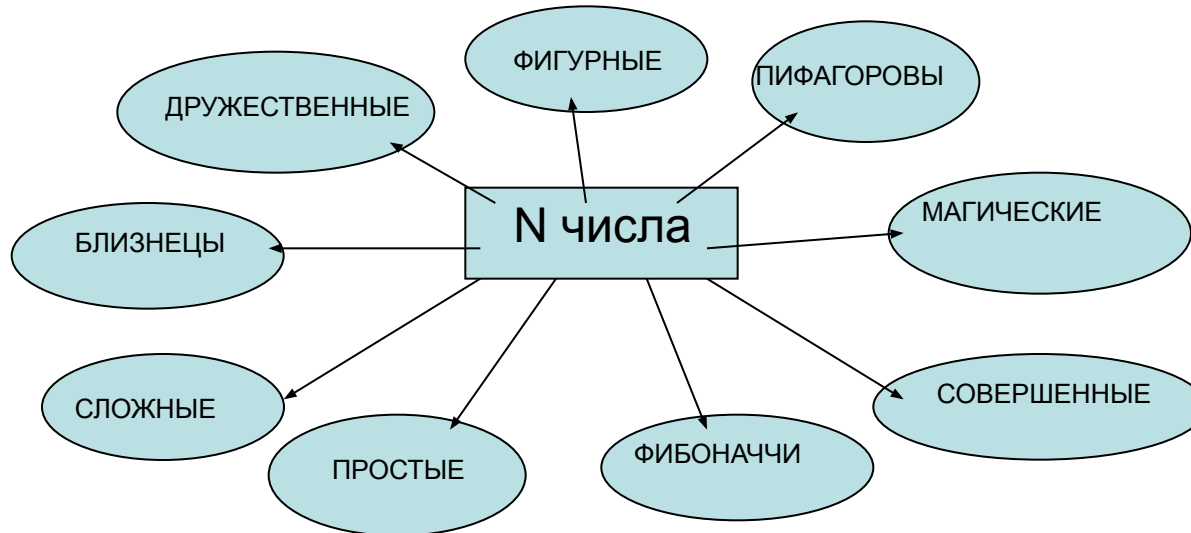 ФИГУРНЫЕ
ПИФАГОРОВЫ
ДРУЖЕСТВЕННЫЕ
N числа
МАГИЧЕСКИЕ
БЛИЗНЕЦЫ
СОВЕРШЕННЫЕ
СЛОЖНЫЕ
ФИБОНАЧЧИ
ПРОСТЫЕ